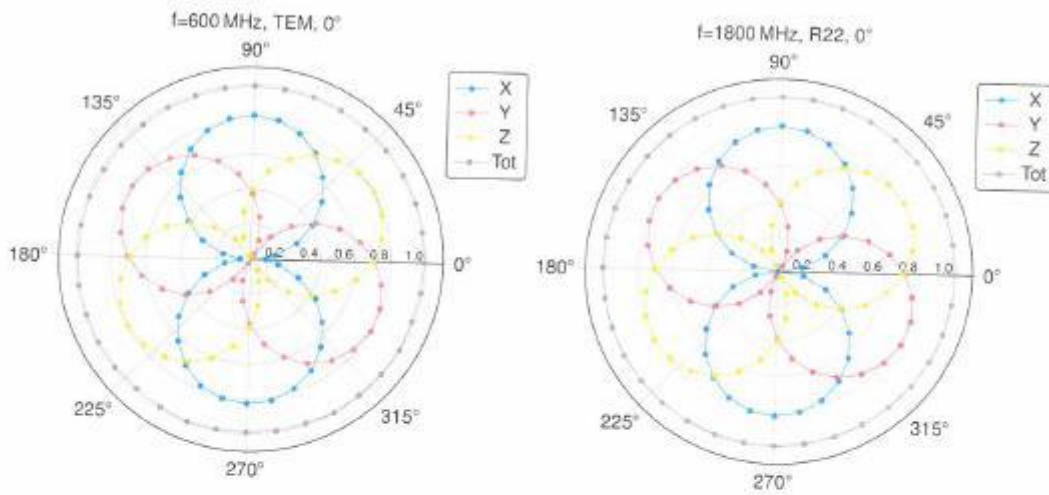 f=600 MHz, TEM, 0°
90°
135°
45°
X
Y
Z
Tot
180°
0.2 0.4 0.6 0.8 1.0
0°
225°
315°
270°
f=1800 MHz, R22, 0°
90°
135°
45°
X
Y
Z
Tot
180°
0.2 0.4 0.6 0.8 1.0
0°
225°
315°
270°